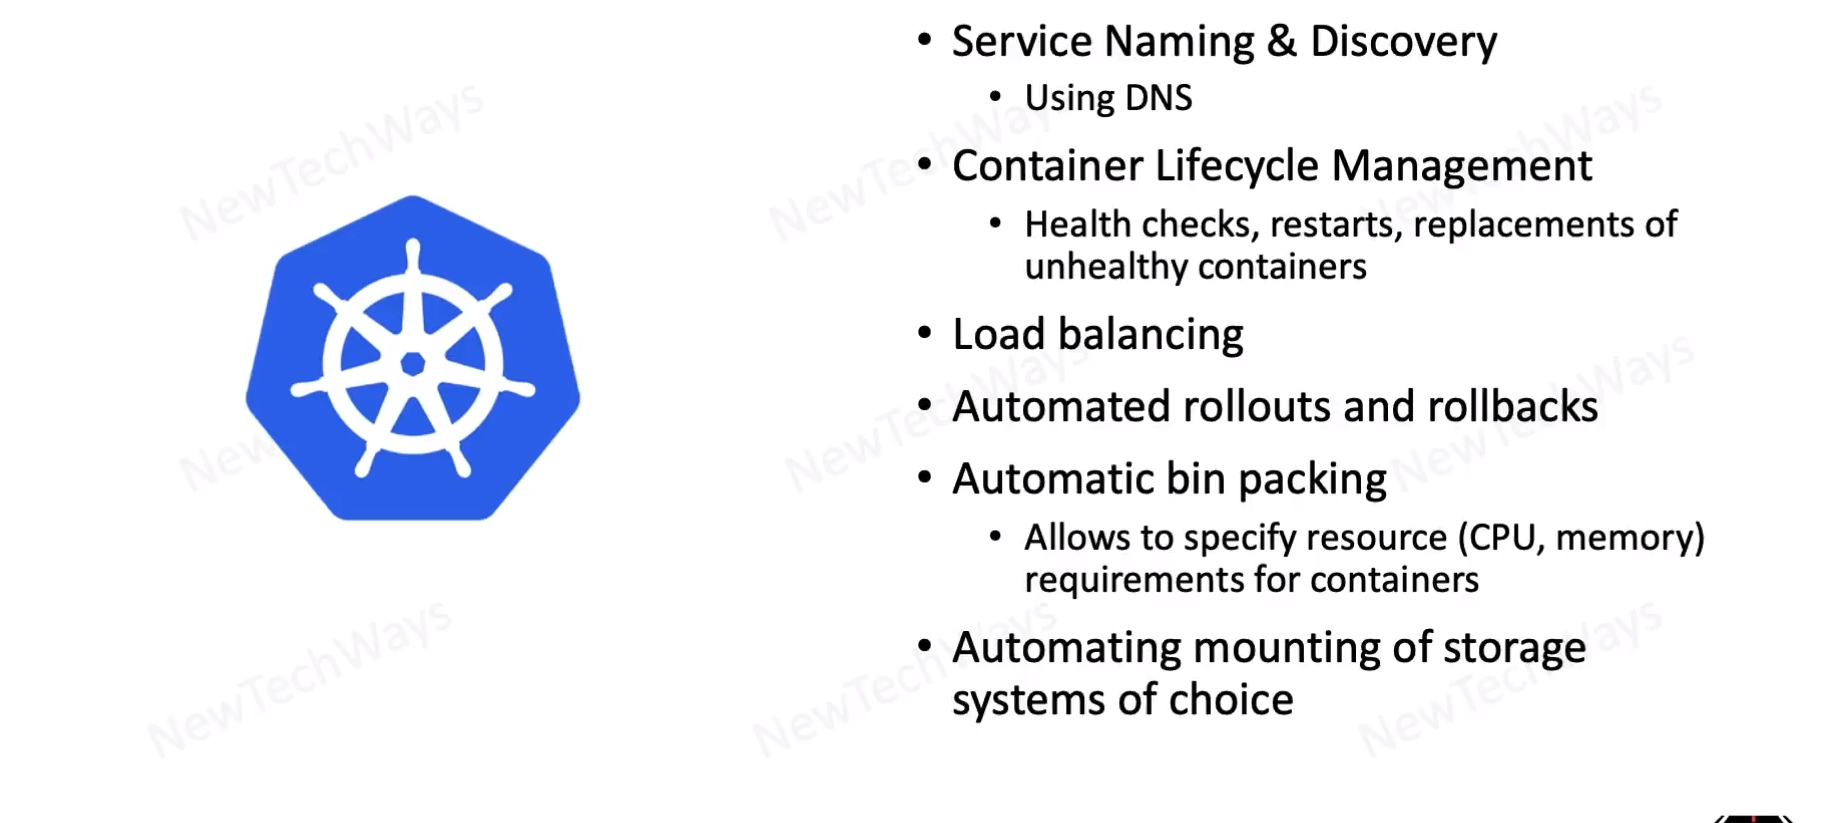 • Service Naming & Discovery
• Using DNS
• Container Lifecycle Management
• Health checks, restarts, replacements of
unhealthy containers
• Load balancing
• Automated rollouts and rollbacks
• Automatic bin packing
• Allows to specify resource (CPU, memory)
requirements for containers
• Automating mounting of storage
systems of choice
NewTechWays
NewTechWays
NewTechWays
NewTechWays
NewTechWays
NewTechWays
NewTechWays
NewTechWays
NewTechWays